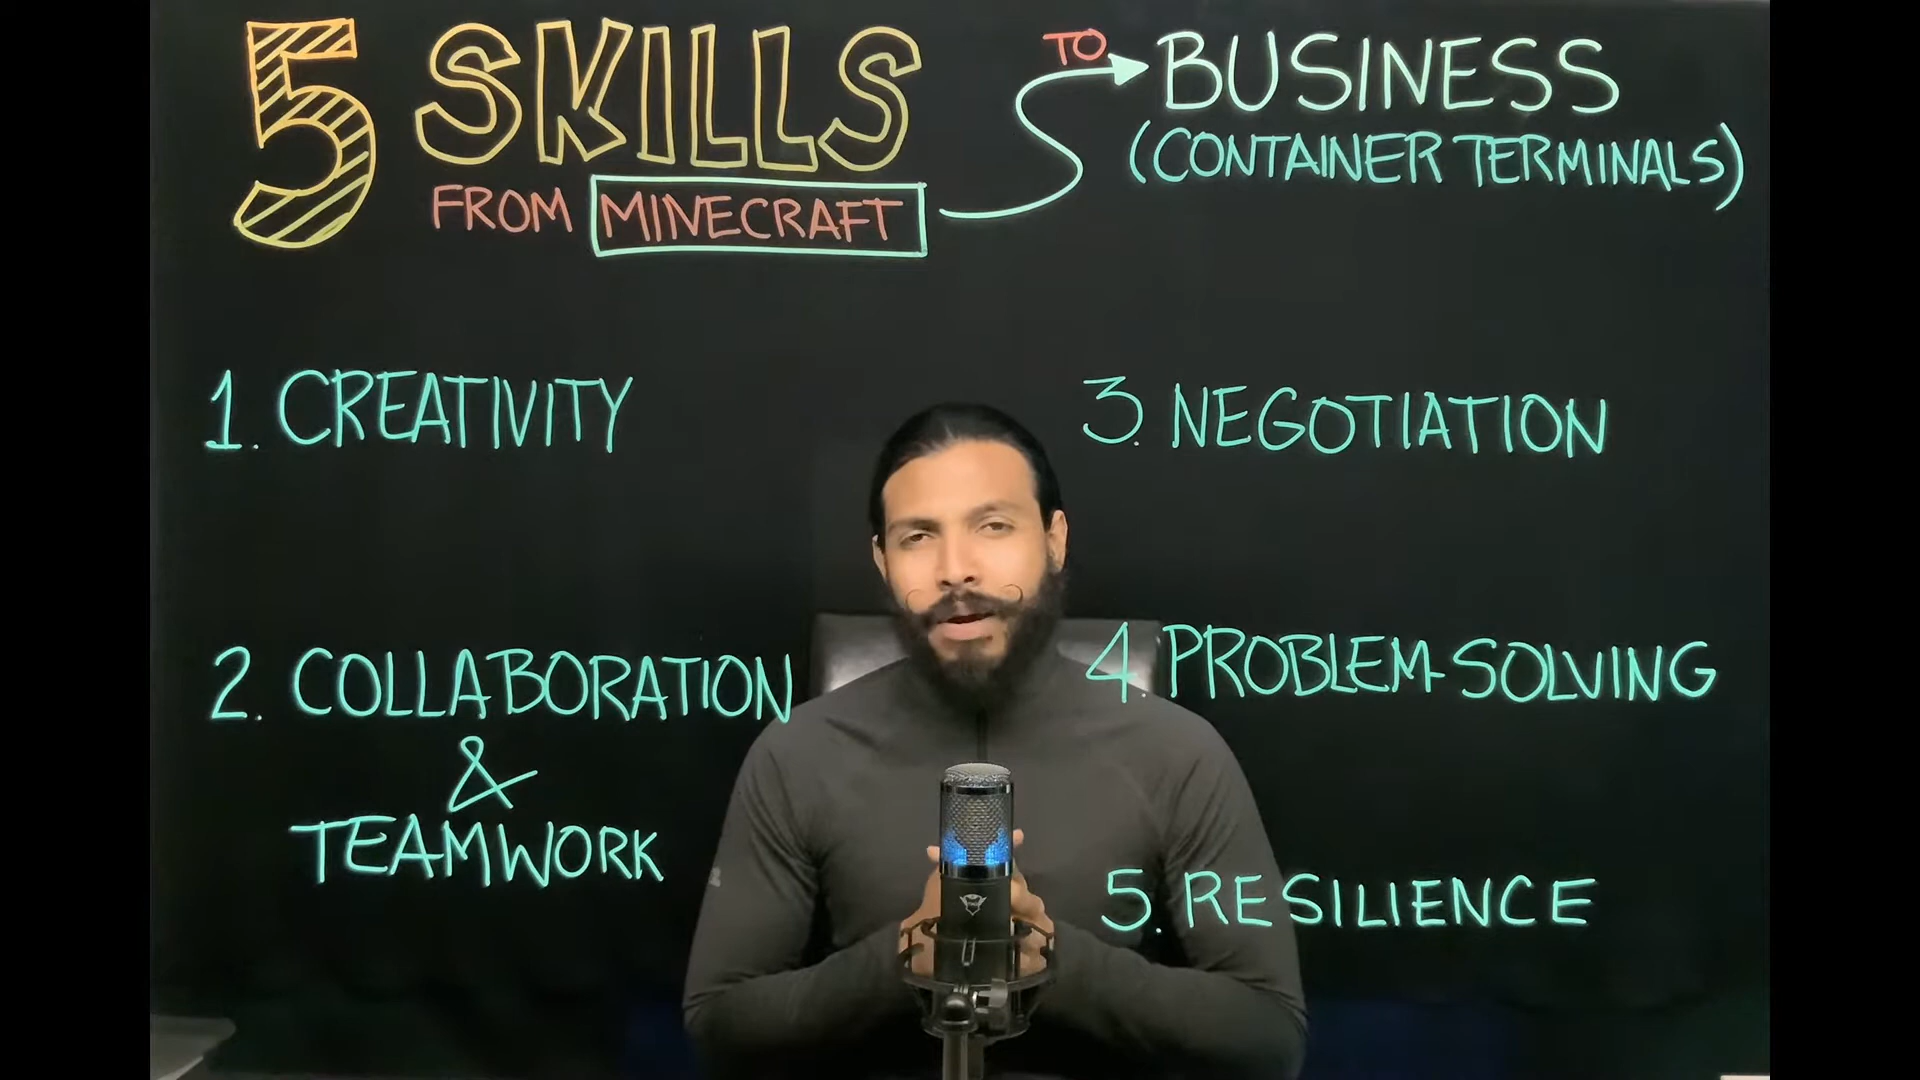 5 SKILLS
FROM MINECRAFT
TO
BUSINESS
(CONTAINER TERMINALS)
1. CREATIVITY
2. COLLABORATION
&
TEAMWORK
3. NEGOTIATION
4. PROBLEM-SOLVING
5. RESILIENCE